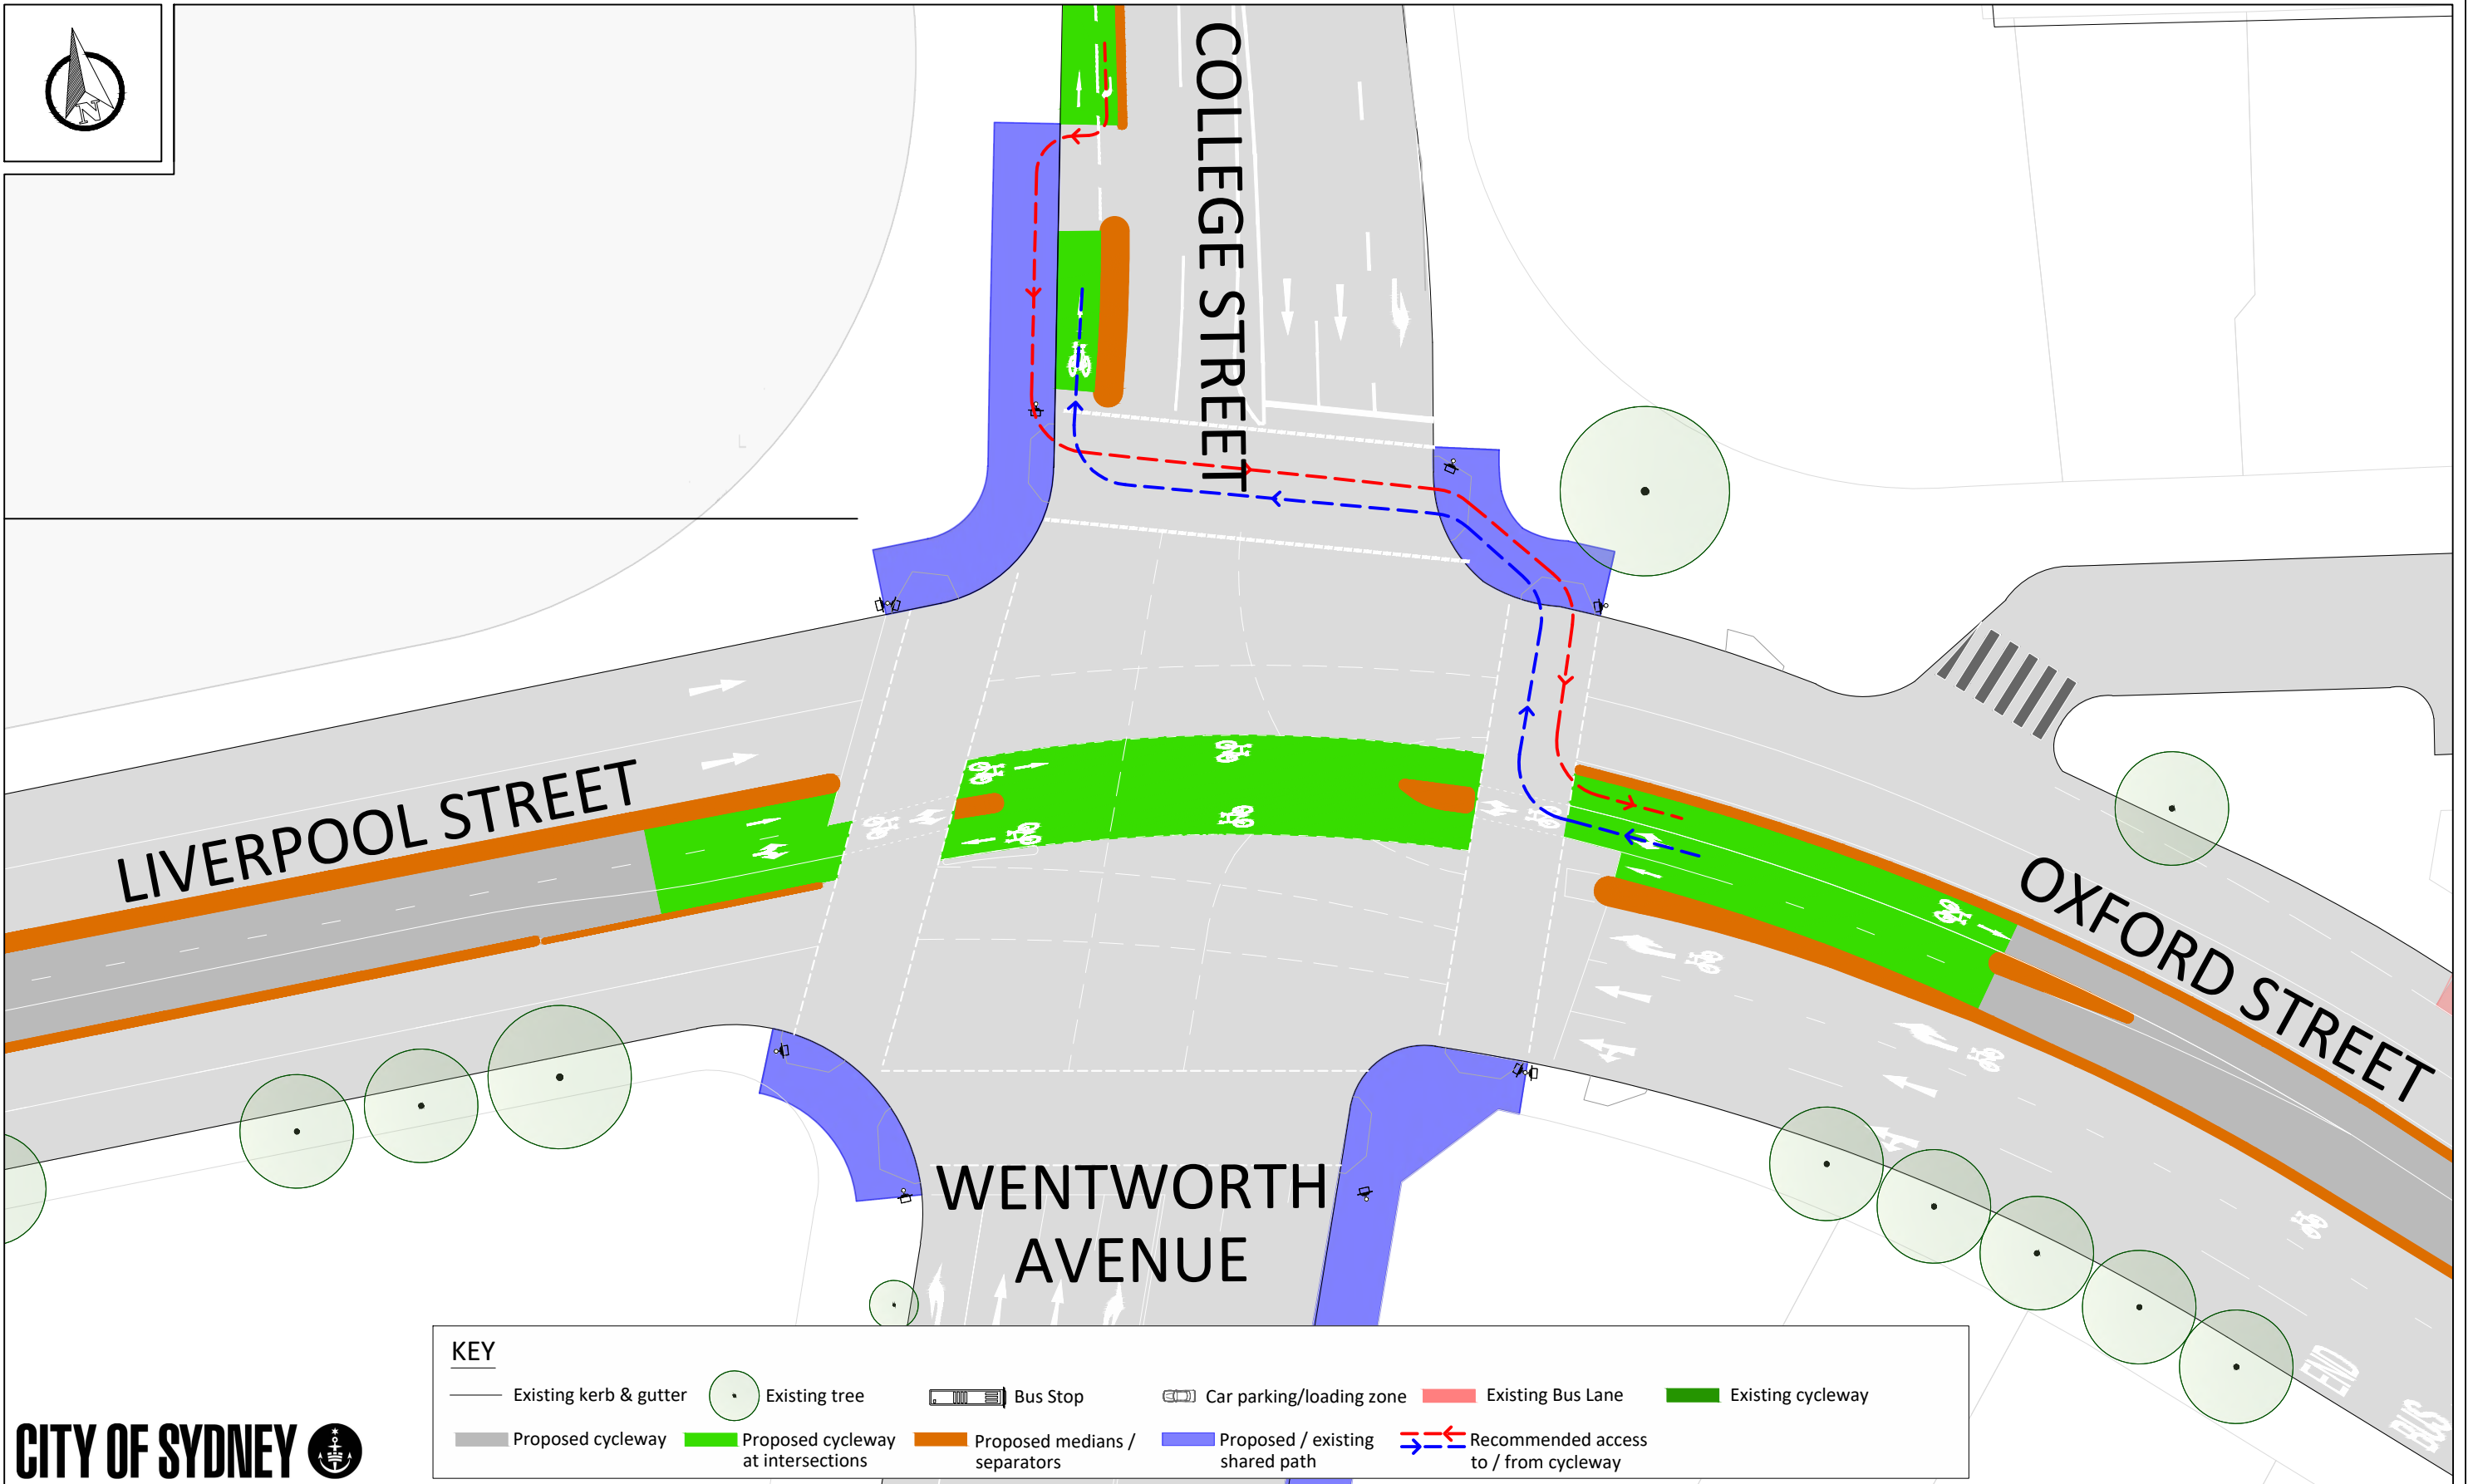 N
COLLEGE STREET
LIVERPOOL STREET
OXFORD STREET
WENTWORTH
AVENUE
BUS
KEY
Existing kerb & gutter
Existing tree
Bus Stop
Car parking/loading zone
Existing Bus Lane
Existing cycleway
Proposed cycleway
Proposed cycleway
at intersections
Proposed medians /
separators
Proposed / existing
shared path
Recommended access
to / from cycleway
CITY OF SYDNEY